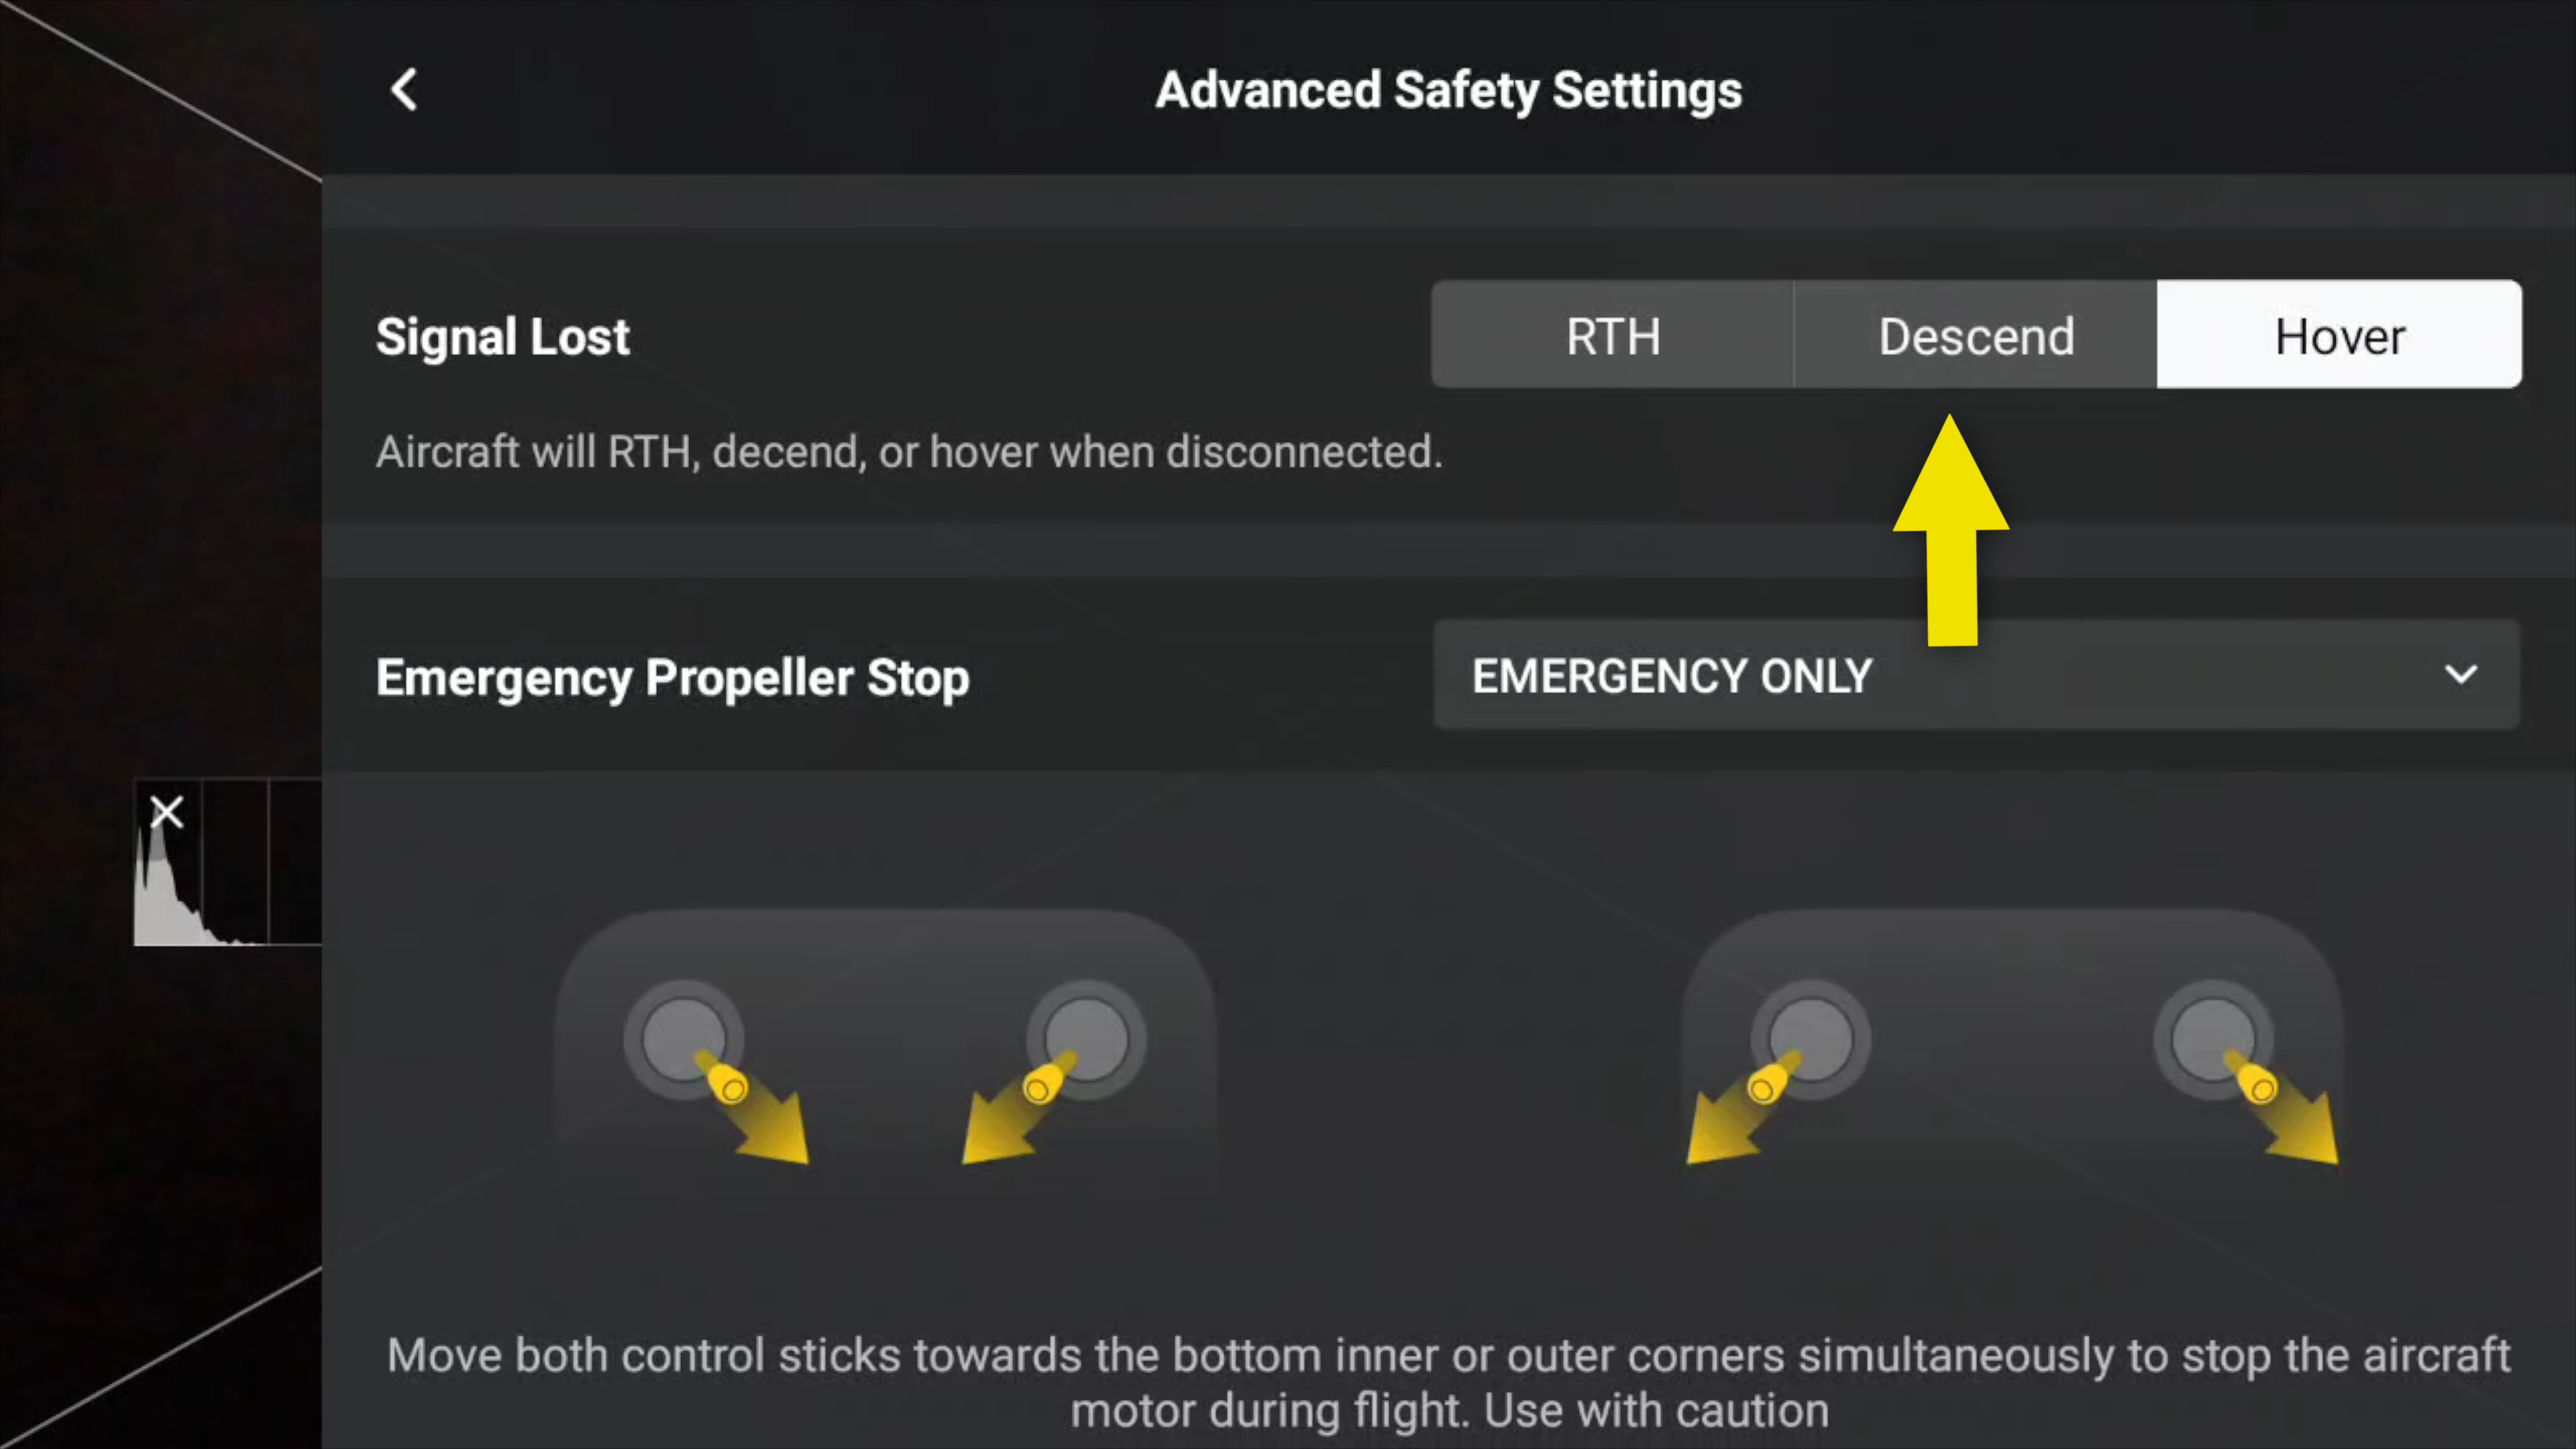 Advanced Safety Settings
Signal Lost
RTH
Descend
Hover
Aircraft will RTH, decend, or hover when disconnected.
Emergency Propeller Stop
EMERGENCY ONLY
Move both control sticks towards the bottom inner or outer corners simultaneously to stop the aircraft
motor during flight. Use with caution